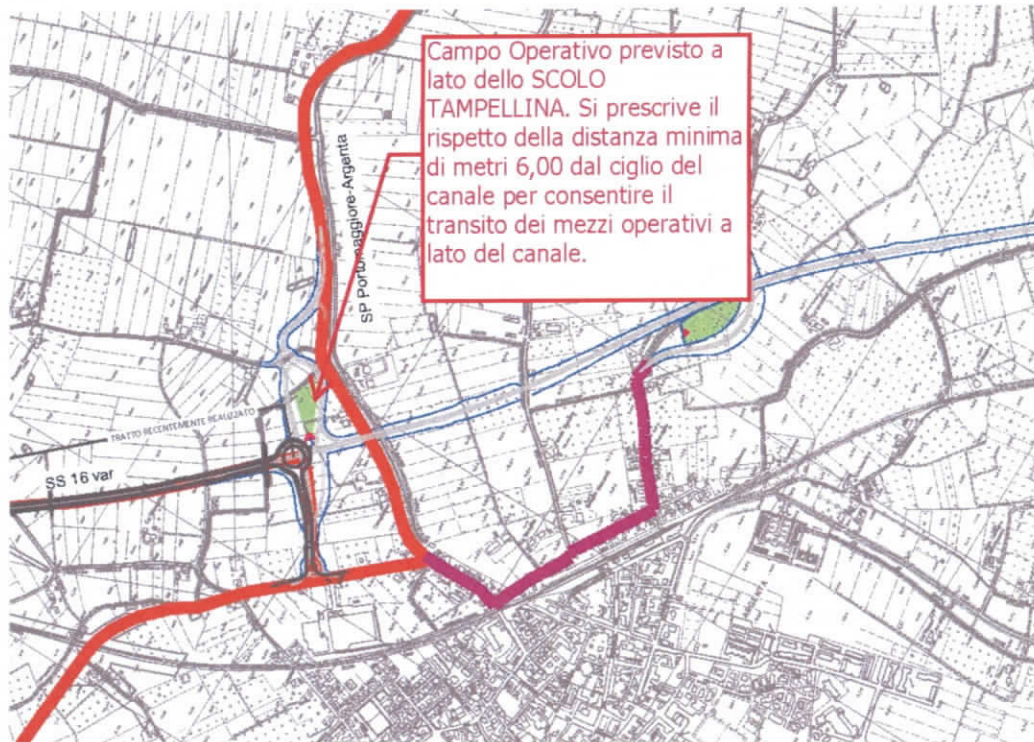 Campo Operativo previsto a
lato dello SCOLO
TAMPELLINA. Si prescrive il
rispetto della distanza minima
di metri 6,00 dal ciglio del
canale per consentire il
transito dei mezzi operativi a
lato del canale.
SP Portomaggiore-Argenta
TRATTO RECENTEMENTE REALIZZATO
SS 16 var